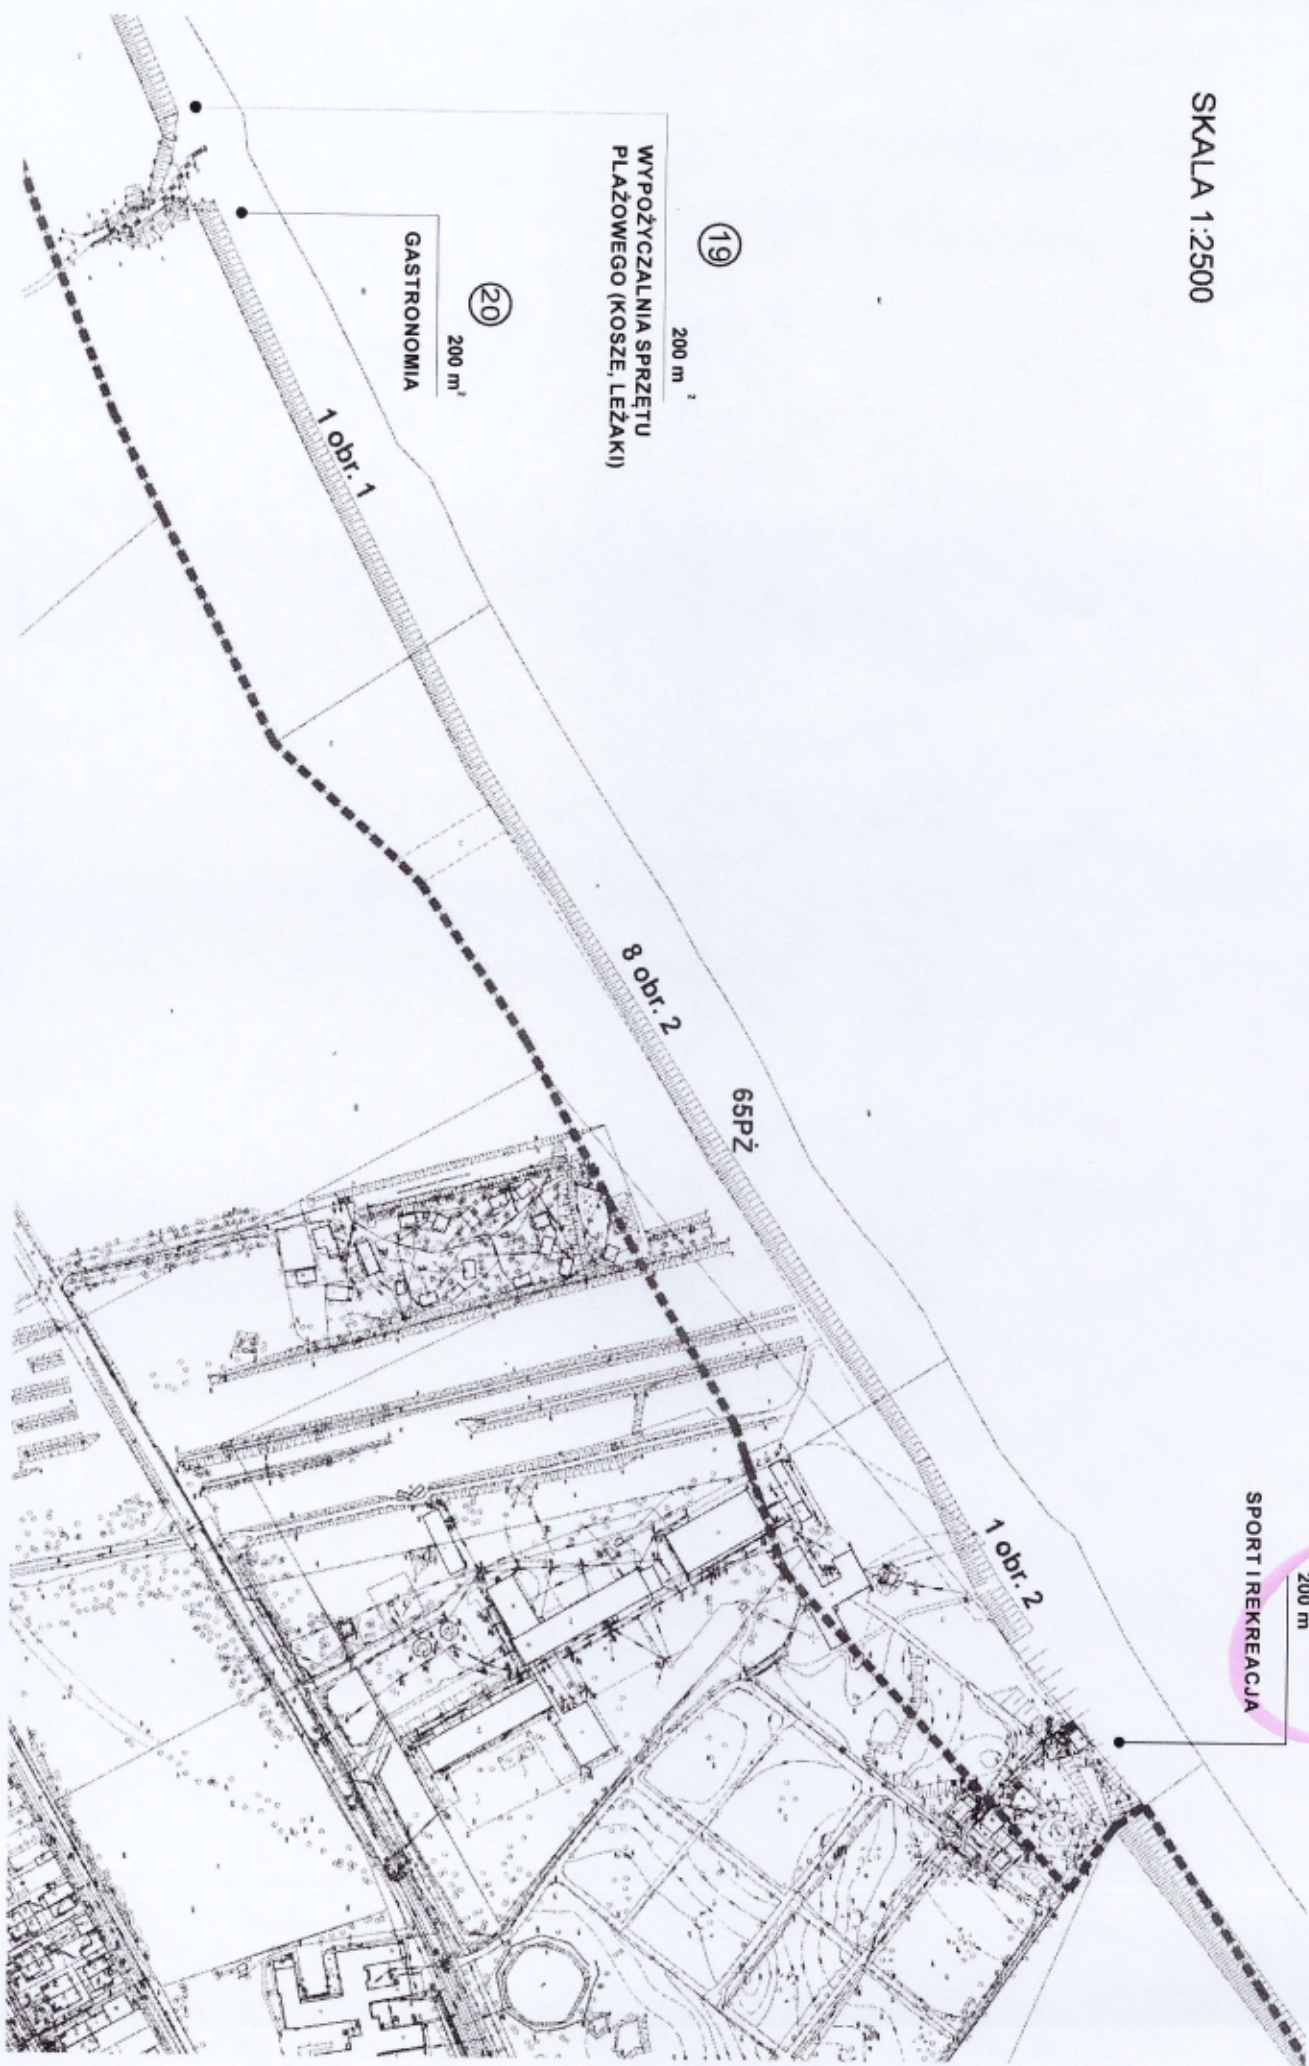 SKALA 1:2500
19
200 m²
WYPOŻYCZALNIA SPRZĘTU
PLAŻOWEGO (KOSZE, LEŻAKI)
20
200 m²
GASTRONOMIA
1 obr. 1
8 obr. 2
65PŻ
1 obr. 2
200 m
SPORT I REKREACJA